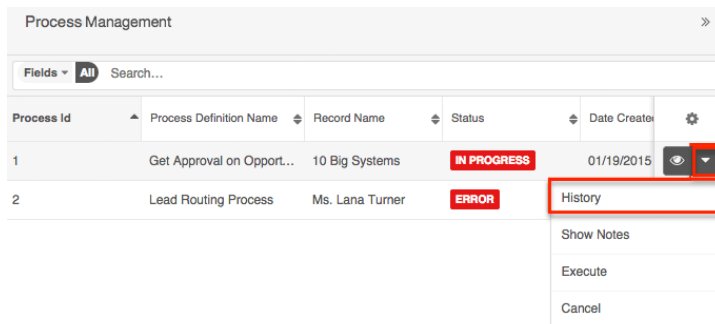 Process Management
Fields All Search...
Process Id Process Definition Name Record Name Status Date Created
1 Get Approval on Opport... 10 Big Systems IN PROGRESS 01/19/2015
2 Lead Routing Process Ms. Lana Turner ERROR
History
Show Notes
Execute
Cancel